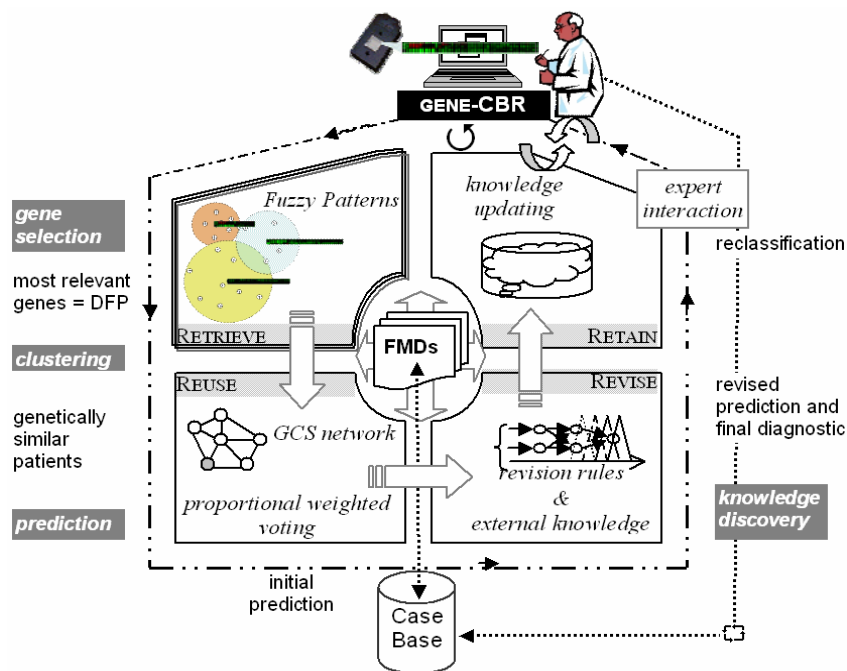 GENE-CBR
Fuzzy Patterns
knowledge
updating
expert
interaction
gene
selection
reclassification
most relevant
genes = DFP
RETRIEVE
FMDs
RETAIN
clustering
REUSE
REVISE
genetically
similar
patients
GCS network
revised
prediction and
final diagnostic
proportional weighted
voting
revision rules
&
external knowledge
prediction
knowledge
discovery
initial
prediction
Case
Base